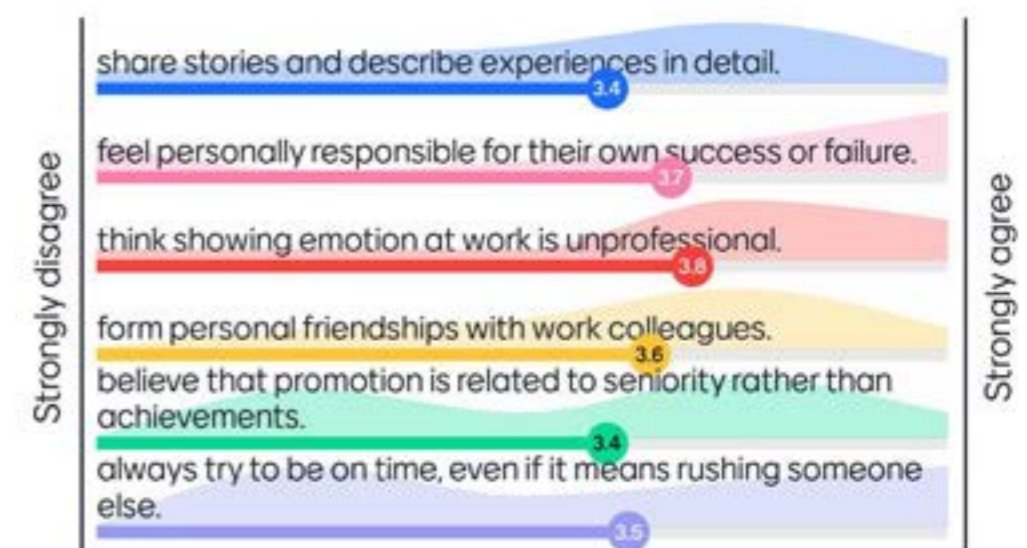 share stories and describe experiences in detail.
3.4
feel personally responsible for their own success or failure.
3.7
think showing emotion at work is unprofessional.
3.8
form personal friendships with work colleagues.
3.6
believe that promotion is related to seniority rather than
achievements.
3.4
always try to be on time, even if it means rushing someone
else.
3.5
Strongly disagree
Strongly agree